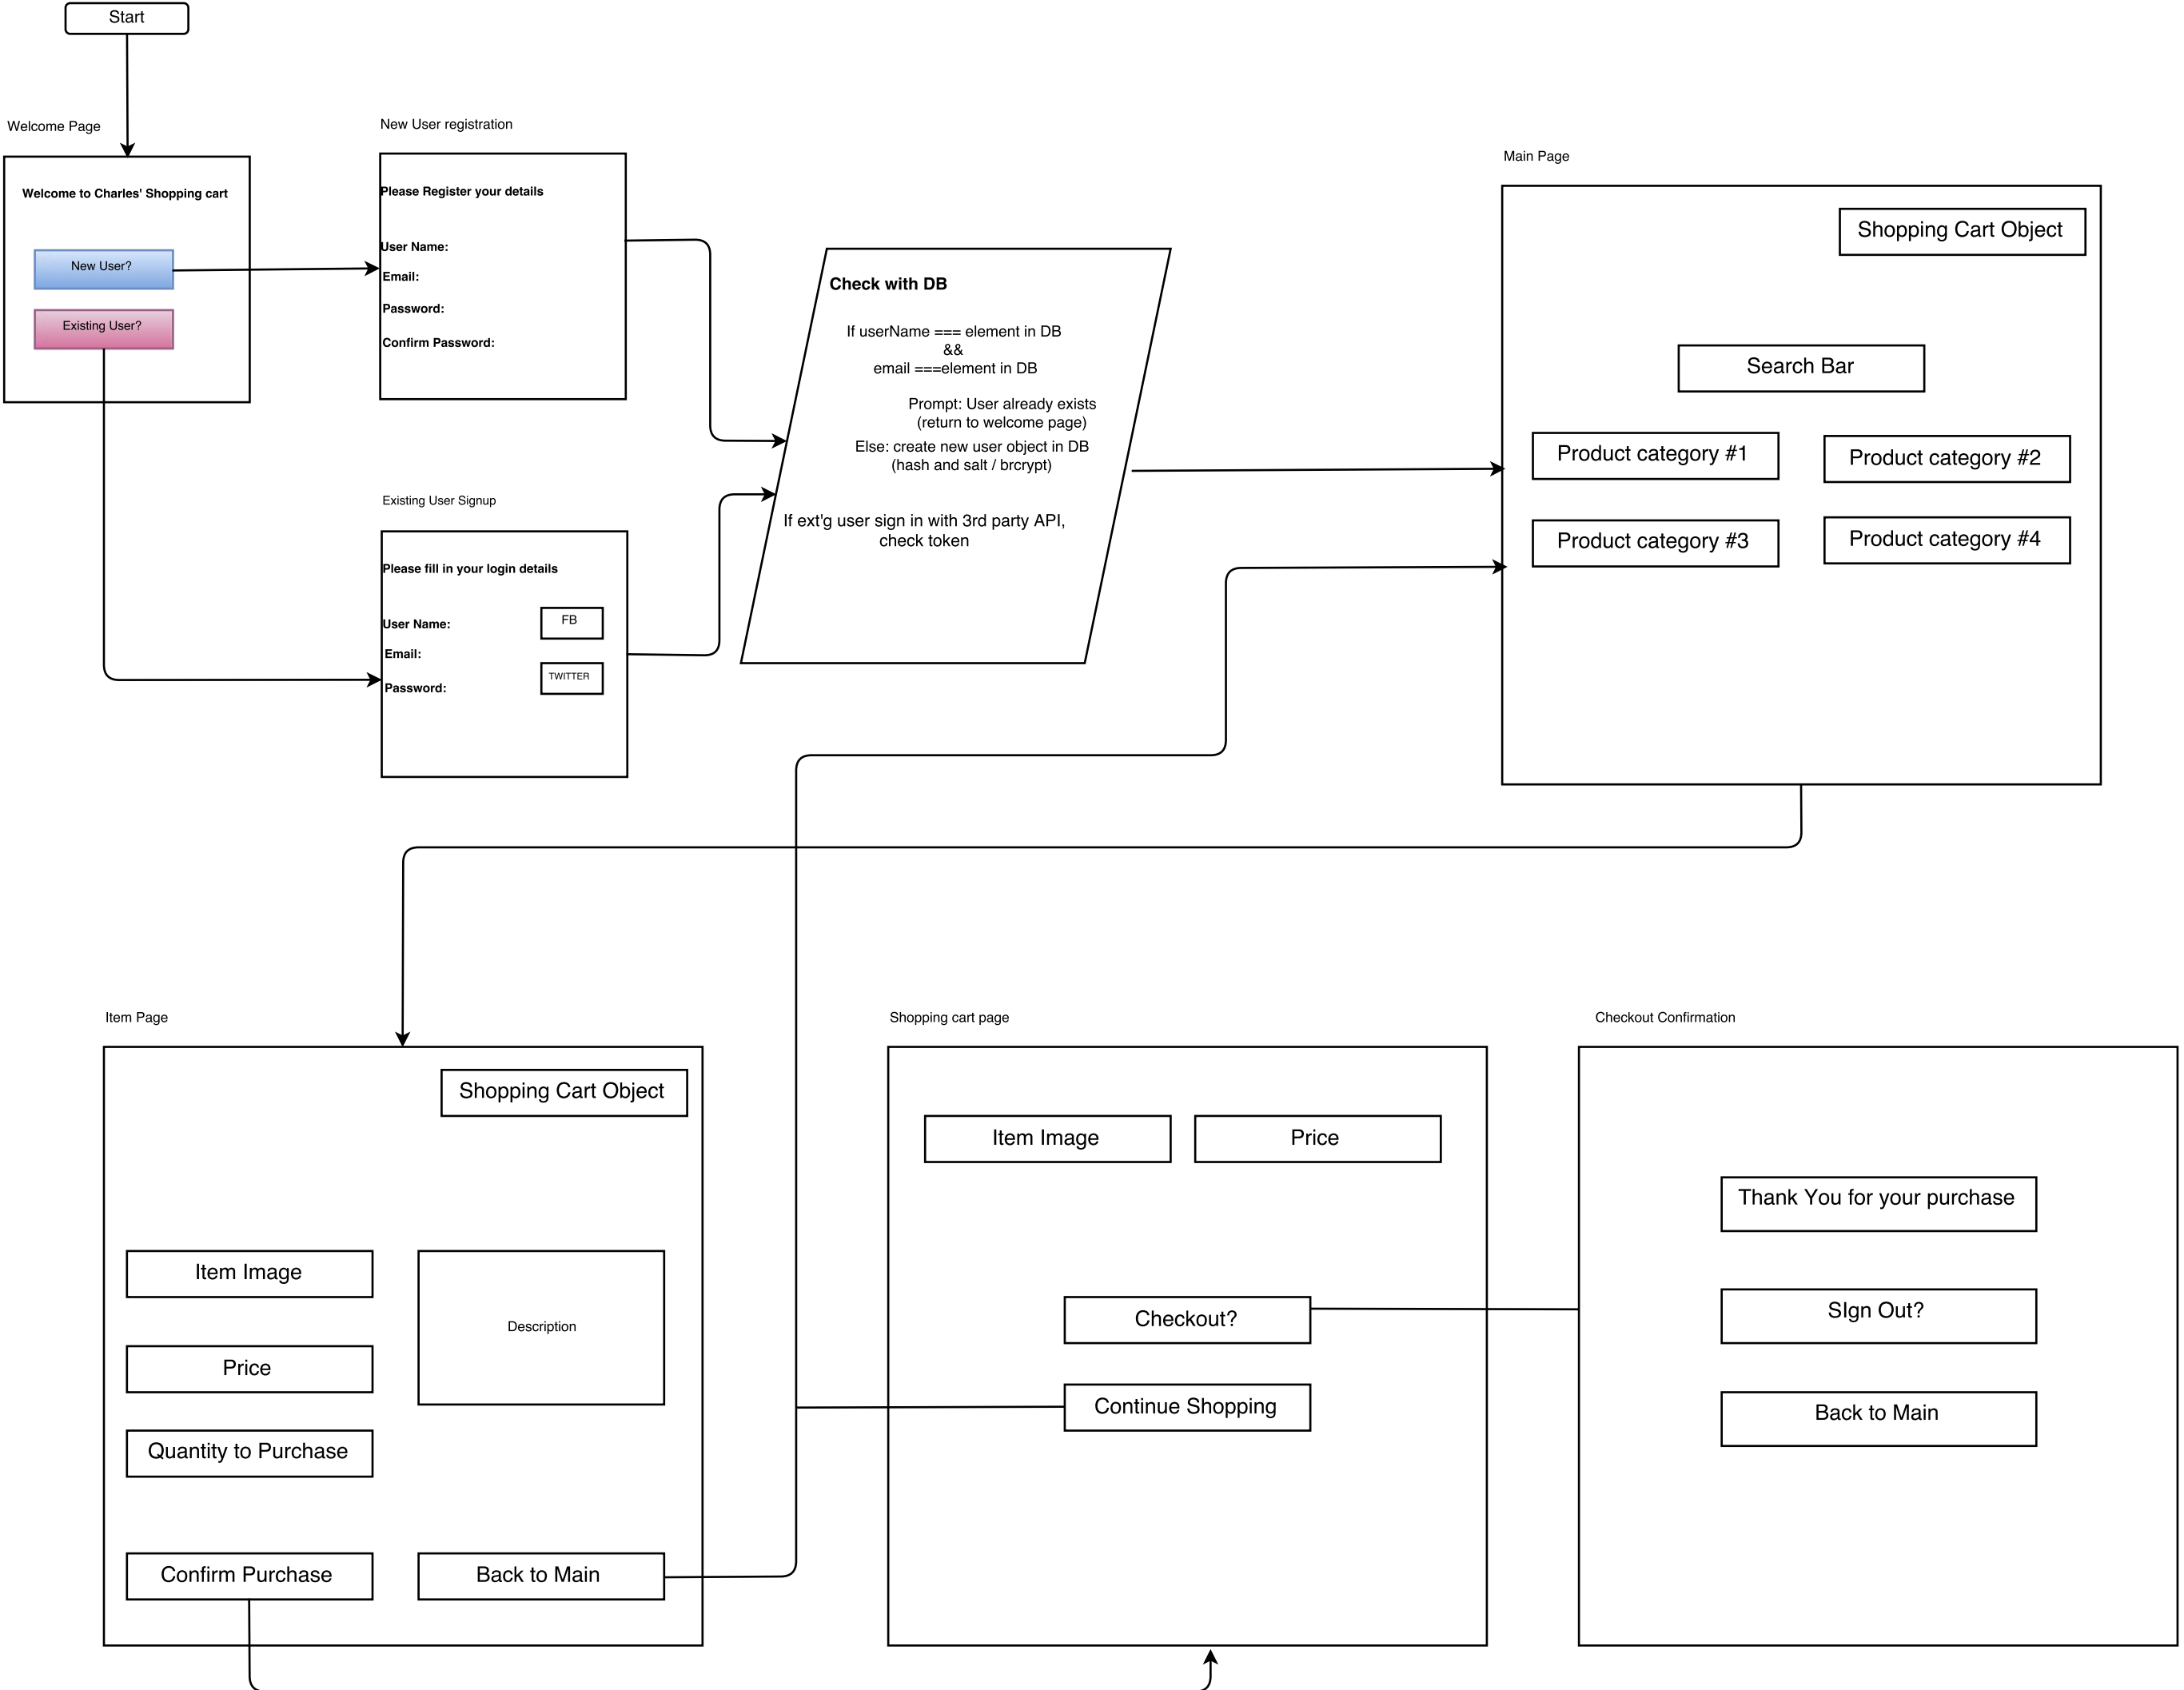 Start
Welcome Page
Welcome to Charles' Shopping cart
New User?
Existing User?
New User registration
Please Register your details
User Name:
Email:
Password:
Confirm Password:
Existing User Signup
Please fill in your login details
User Name:
FB
Email:
TWITTER
Password:
Check with DB
If userName === element in DB
&&
email ===element in DB
Prompt: User already exists
(return to welcome page)
Else: create new user object in DB
(hash and salt / brcrypt)
If ext'g user sign in with 3rd party API,
check token
Main Page
Shopping Cart Object
Search Bar
Product category #1
Product category #2
Product category #3
Product category #4
Item Page
Shopping Cart Object
Item Image
Description
Price
Quantity to Purchase
Confirm Purchase
Back to Main
Shopping cart page
Item Image
Price
Checkout?
Continue Shopping
Checkout Confirmation
Thank You for your purchase
SIgn Out?
Back to Main